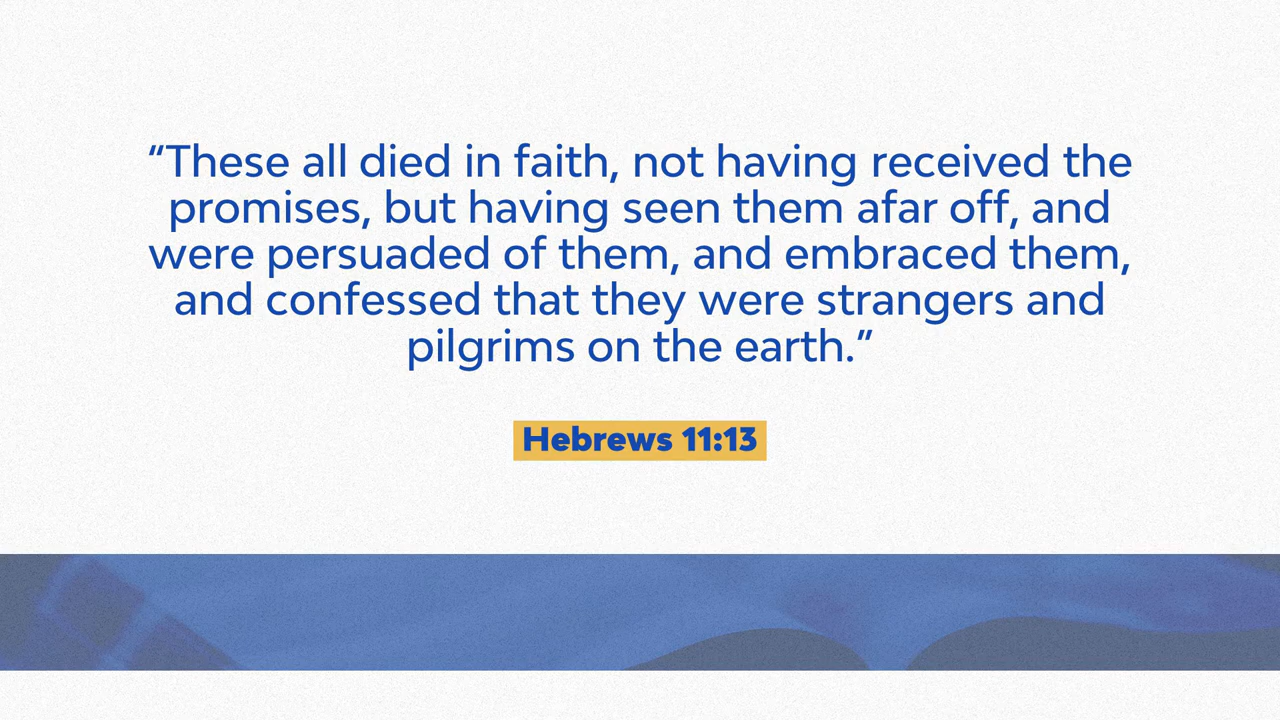 “These all died in faith, not having received the
promises, but having seen them afar off, and
were persuaded of them, and embraced them,
and confessed that they were strangers and
pilgrims on the earth.”
Hebrews 11:13